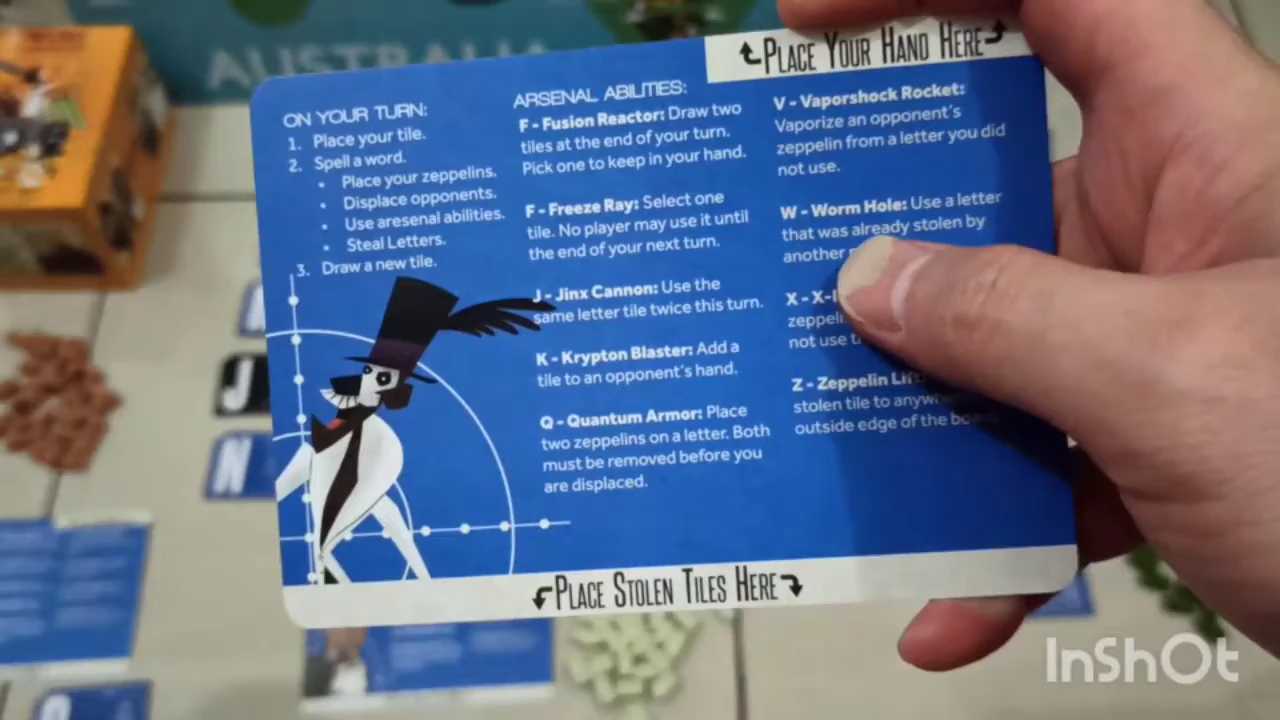 AUSTRALIA
PLACE YOUR HAND HERE
ON YOUR TURN:
1. Place your tile.
2. Spell a word.
• Place your zeppelins.
• Displace opponents.
• Use aresenal abilities.
• Steal Letters.
3. Draw a new tile.
ARSENAL ABILITIES:
F - Fusion Reactor: Draw two
tiles at the end of your turn.
Pick one to keep in your hand.
F - Freeze Ray: Select one
tile. No player may use it until
the end of your next turn.
J - Jinx Cannon: Use the
same letter tile twice this turn.
K - Krypton Blaster: Add a
tile to an opponent's hand.
Q - Quantum Armor: Place
two zeppelins on a letter. Both
must be removed before you
are displaced.
V - Vaporshock Rocket:
Vaporize an opponent's
zeppelin from a letter you did
not use.
W - Worm Hole: Use a letter
that was already stolen by
another
X -
not use
Z - Zeppelin Lift:
stolen tile to
outside edge of the
PLACE STOLEN TILES HERE
J
N
InShOt